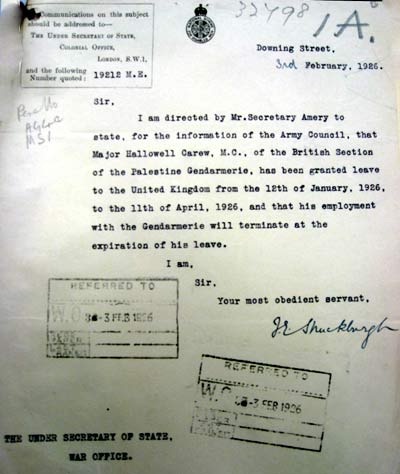 Communications on this subject
should be addressed to—
THE UNDER SECRETARY OF STATE,
COLONIAL OFFICE,
LONDON, S.W.1.
and the following
Number quoted: 19212 M.E.
32498
1A.
Downing Street,
3rd February, 1926.
Sir,
I am directed by Mr.Secretary Amery to
state, for the information of the Army Council, that
Major Hallowell Carew, M.C., of the British Section
of the Palestine Gendarmerie, has been granted leave
to the United Kingdom from the 12th of January, 1926,
to the 11th of April, 1926, and that his employment
with the Gendarmerie will terminate at the
expiration of his leave.
I am,
Sir.
Your most obedient servant,
J E Shuckburgh
REFERRED TO
W.O
-3 FEB 1926
REFERRED TO
W.O
-3 FEB 1926
THE UNDER SECRETARY OF STATE,
WAR OFFICE.